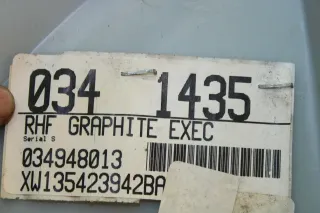 034 1435
RHF GRAPHITE EXEC
Serial S
034948013
XW135423942BA